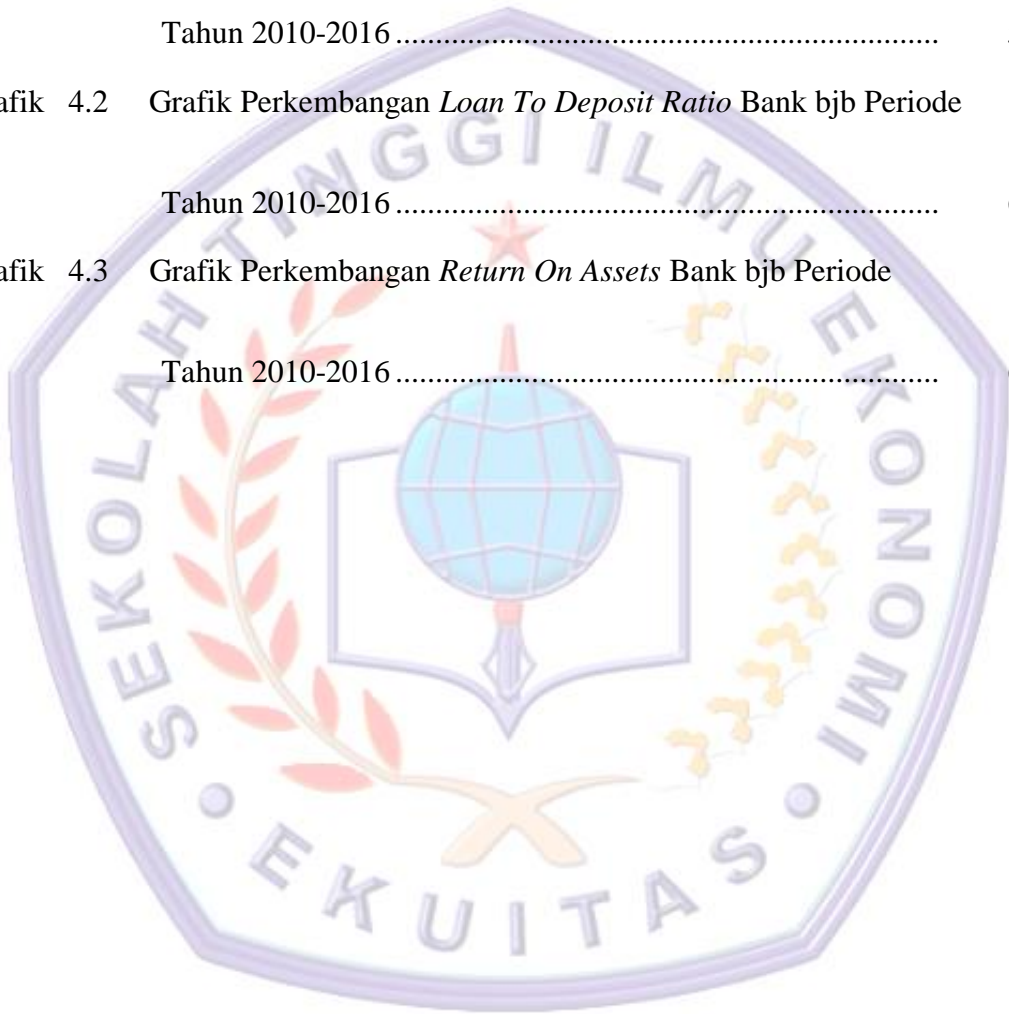 Tahun 2010-2016 ....................................................................
afik 4.2 Grafik Perkembangan Loan To Deposit Ratio Bank bjb Periode
Tahun 2010-2016 ....................................................................
afik 4.3 Grafik Perkembangan Return On Assets Bank bjb Periode
Tahun 2010-2016 ....................................................................
SEKOLAH TINGGI ILMU EKONOMI
• EKUITAS •